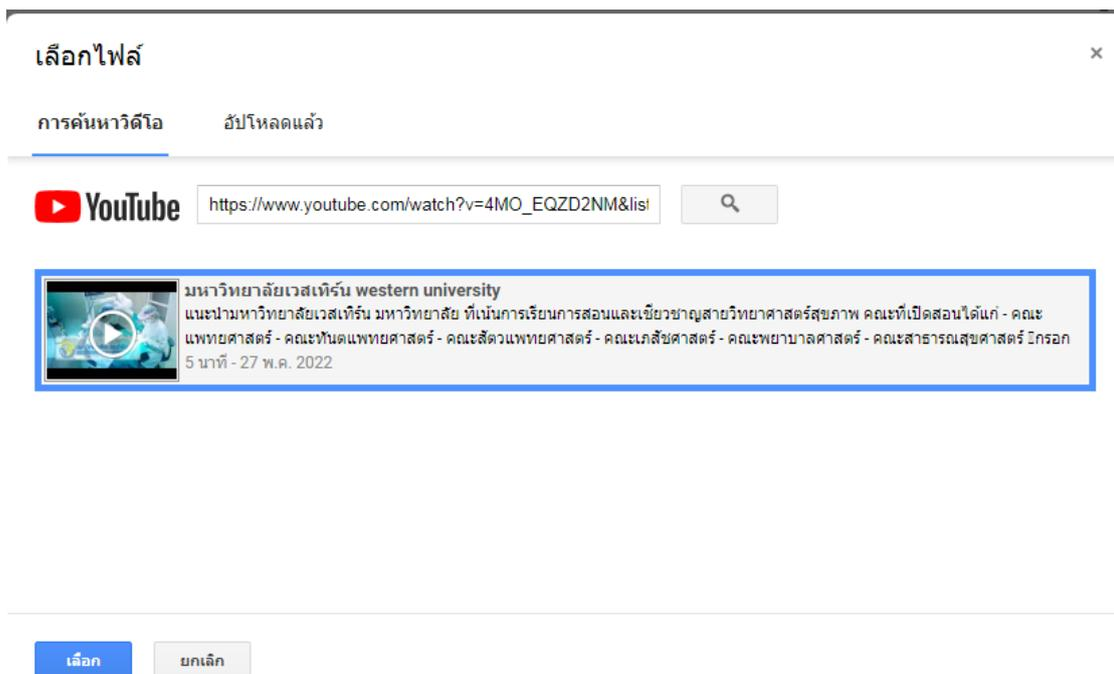 เลือกไฟล์
×
การค้นหาวิดีโอ อัปโหลดแล้ว
YouTube https://www.youtube.com/watch?v=4MO_EQZD2NM&list
มหาวิทยาลัยเวสเทิร์น western university
แนะนำมหาวิทยาลัยเวสเทิร์น มหาวิทยาลัย ที่เน้นการเรียนการสอนและเชี่ยวชาญสายวิทยาศาสตร์สุขภาพ คณะที่เปิดสอนได้แก่ - คณะ
แพทยศาสตร์ - คณะทันตแพทยศาสตร์ - คณะสัตวแพทยศาสตร์ - คณะเภสัชศาสตร์ - คณะพยาบาลศาสตร์ - คณะสาธารณสุขศาสตร์ กรอก
5 นาที - 27 พ.ค. 2022
เลือก ยกเลิก